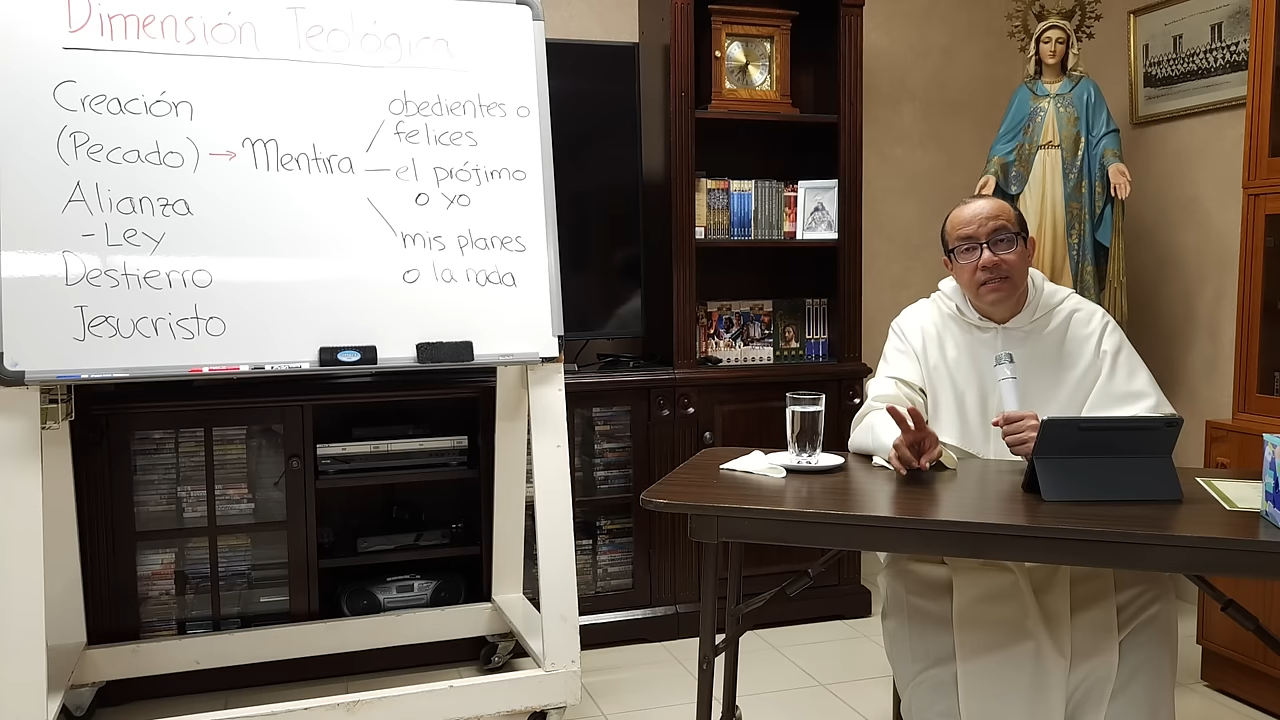 Dimensión Teológica
Creación
(Pecado) → Mentira
Alianza
-Ley
Destierro
Jesucristo
obedientes o
felices
el prójimo
o yo
mis planes
o la nada